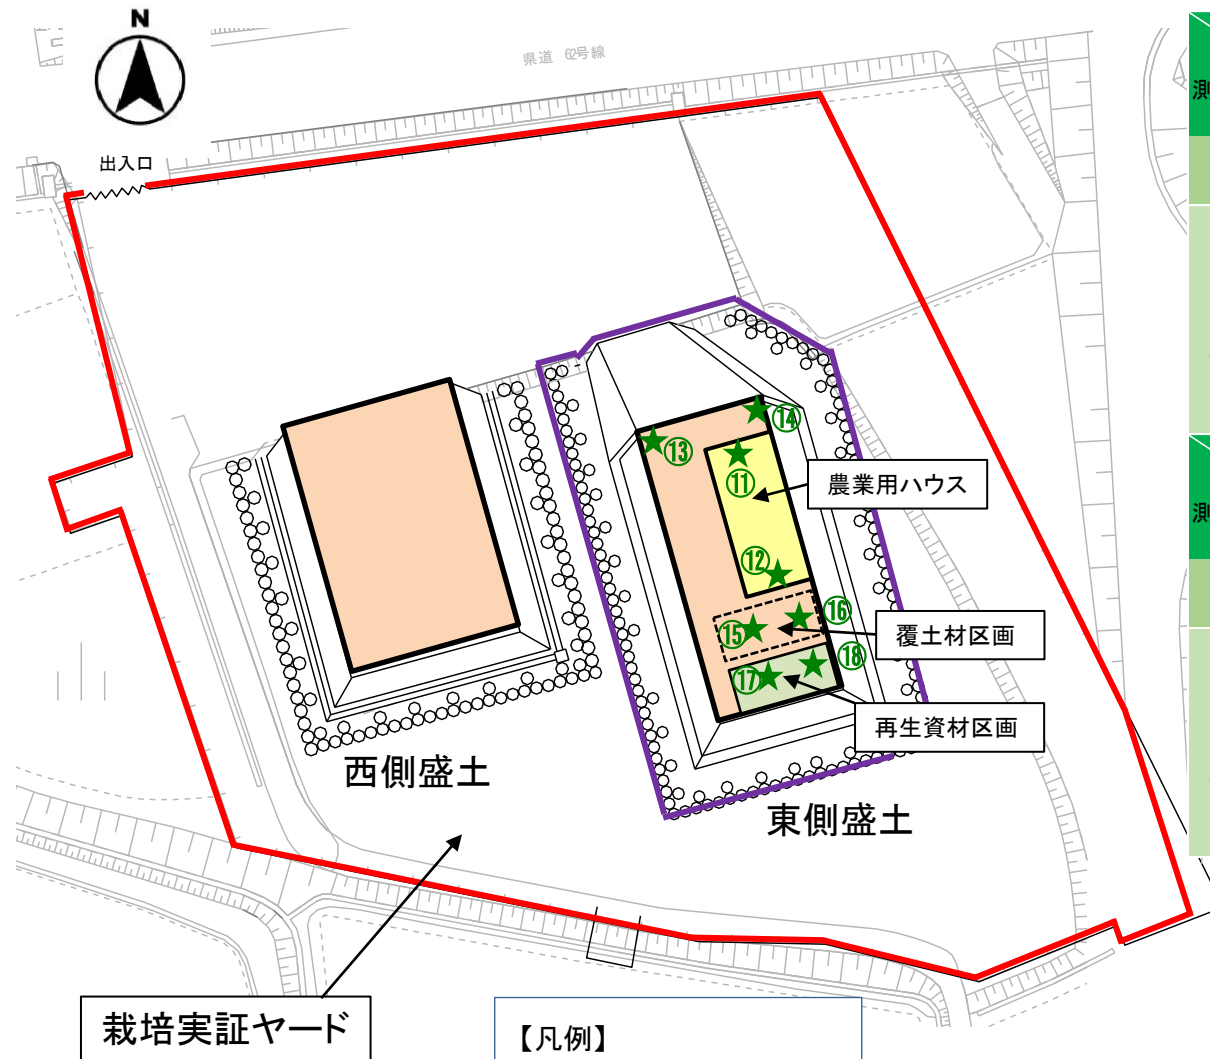 N
県道 62号線
測
出入口
⑭
⑬
⑪
農業用ハウス
測
⑫
⑯
⑮
覆土材区画
⑱
⑰
再生資材区画
西側盛土
東側盛土
栽培実証ヤード
【凡例】